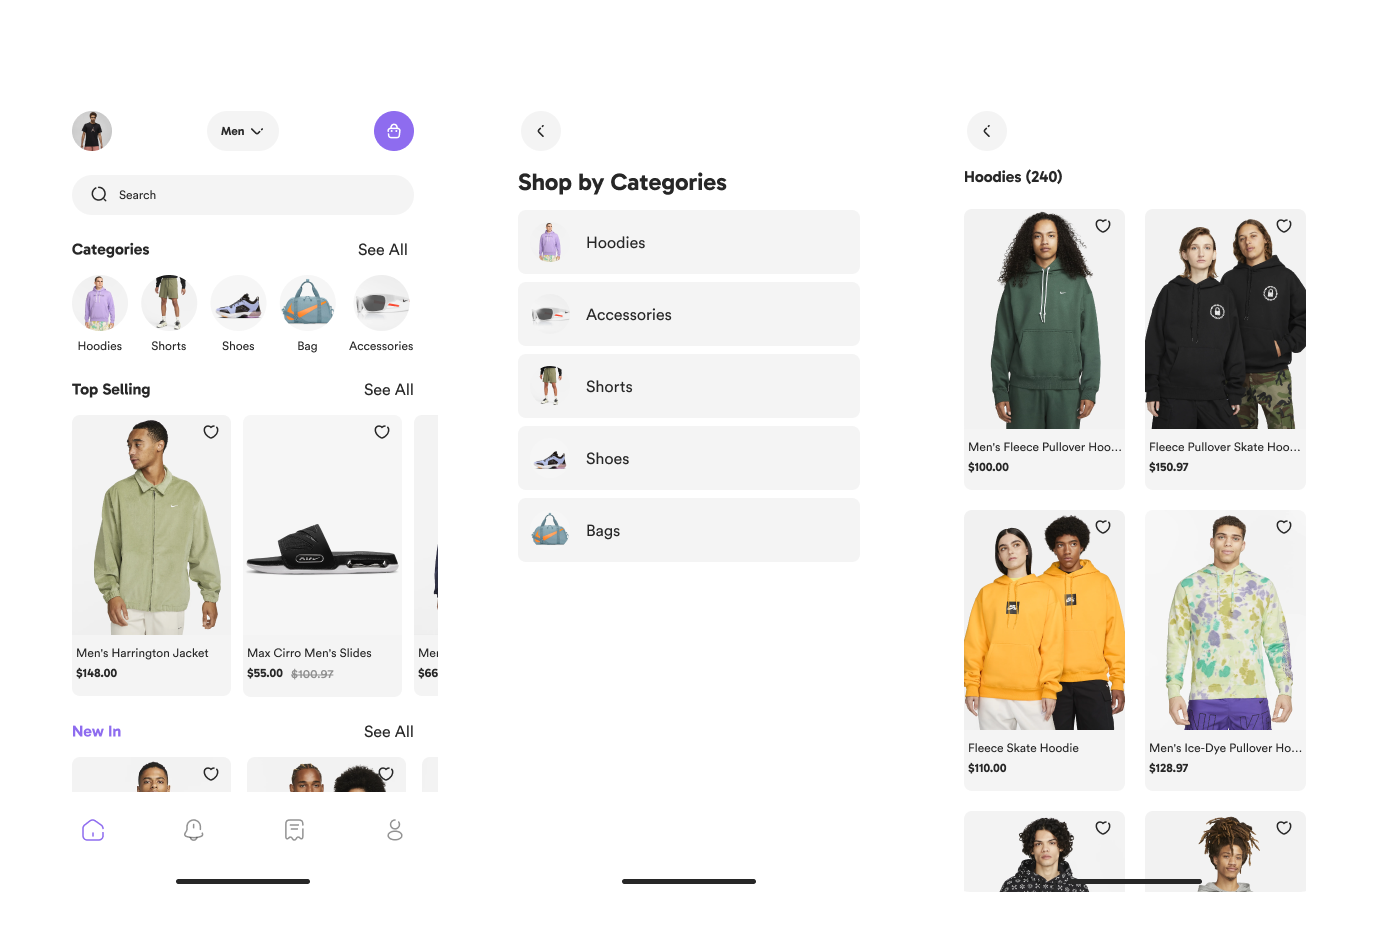 Men
Search
Categories
See All
Hoodies
Shorts
Shoes
Bag
Accessories
Top Selling
See All
Men's Harrington Jacket
$148.00
Max Cirro Men's Slides
$55.00 $100.97
Men
$66
New In
See All
Shop by Categories
Hoodies
Accessories
Shorts
Shoes
Bags
Hoodies (240)
Men's Fleece Pullover Hoo...
$100.00
Fleece Pullover Skate Hoo...
$150.97
Fleece Skate Hoodie
$110.00
Men's Ice-Dye Pullover Ho...
$128.97